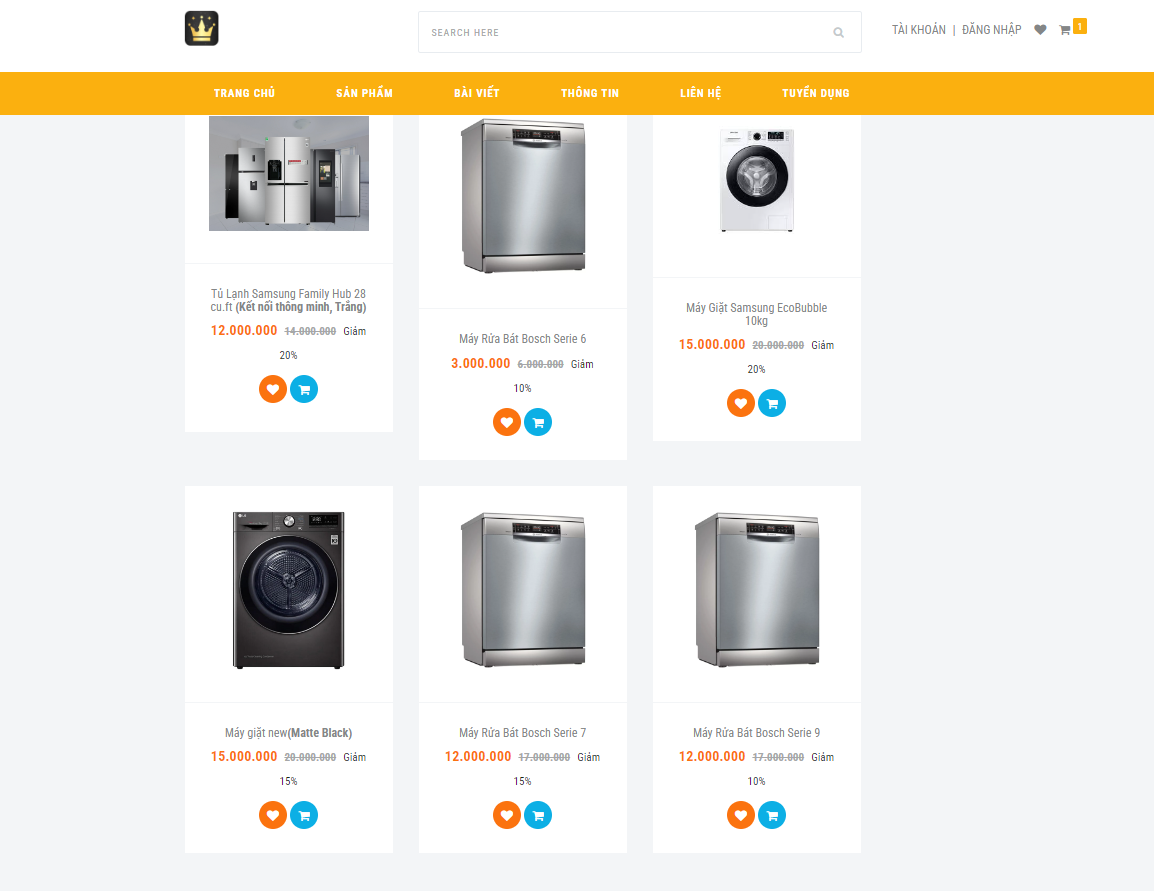 SEARCH HERE
TÀI KHOẢN | ĐĂNG NHẬP
1
TRANG CHỦ
SẢN PHẨM
BÀI VIẾT
THÔNG TIN
LIÊN HỆ
TUYỂN DỤNG
Tủ Lạnh Samsung Family Hub 28
cu.ft (Kết nối thông minh, Trắng)
12.000.000 14.000.000 Giảm
20%
Máy Rửa Bát Bosch Serie 6
3.000.000 6.000.000 Giảm
10%
Máy Giặt Samsung EcoBubble
10kg
15.000.000 20.000.000 Giảm
20%
Máy giặt new(Matte Black)
15.000.000 20.000.000 Giảm
15%
Máy Rửa Bát Bosch Serie 7
12.000.000 17.000.000 Giảm
15%
Máy Rửa Bát Bosch Serie 9
12.000.000 17.000.000 Giảm
10%